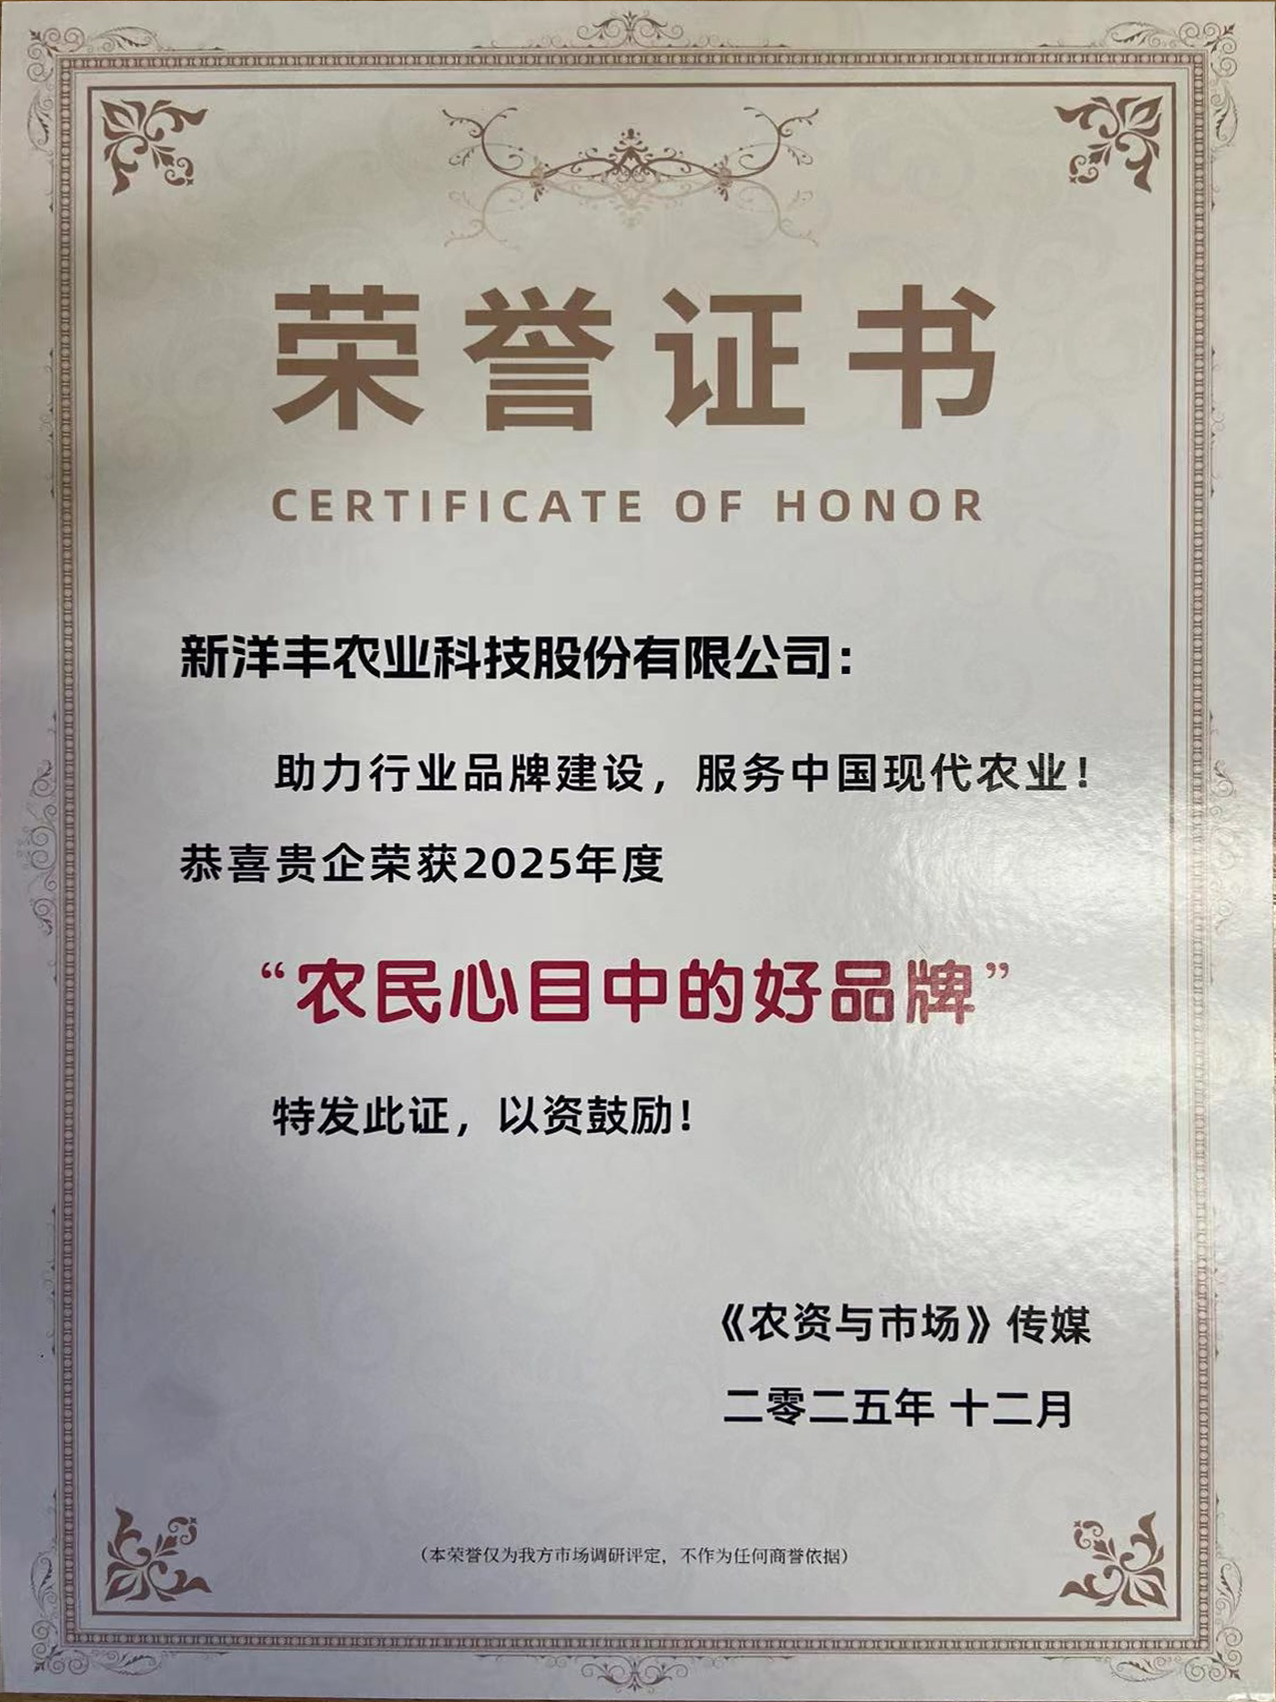 荣誉证书
CERTIFICATE OF HONOR
新洋丰农业科技股份有限公司：
助力行业品牌建设，服务中国现代农业！
恭喜贵企荣获2025年度
“农民心目中的好品牌”
特发此证，以资鼓励！
《农资与市场》传媒
二零二五年 十二月
（本荣誉仅为我方市场调研评定，不作为任何商誉依据）